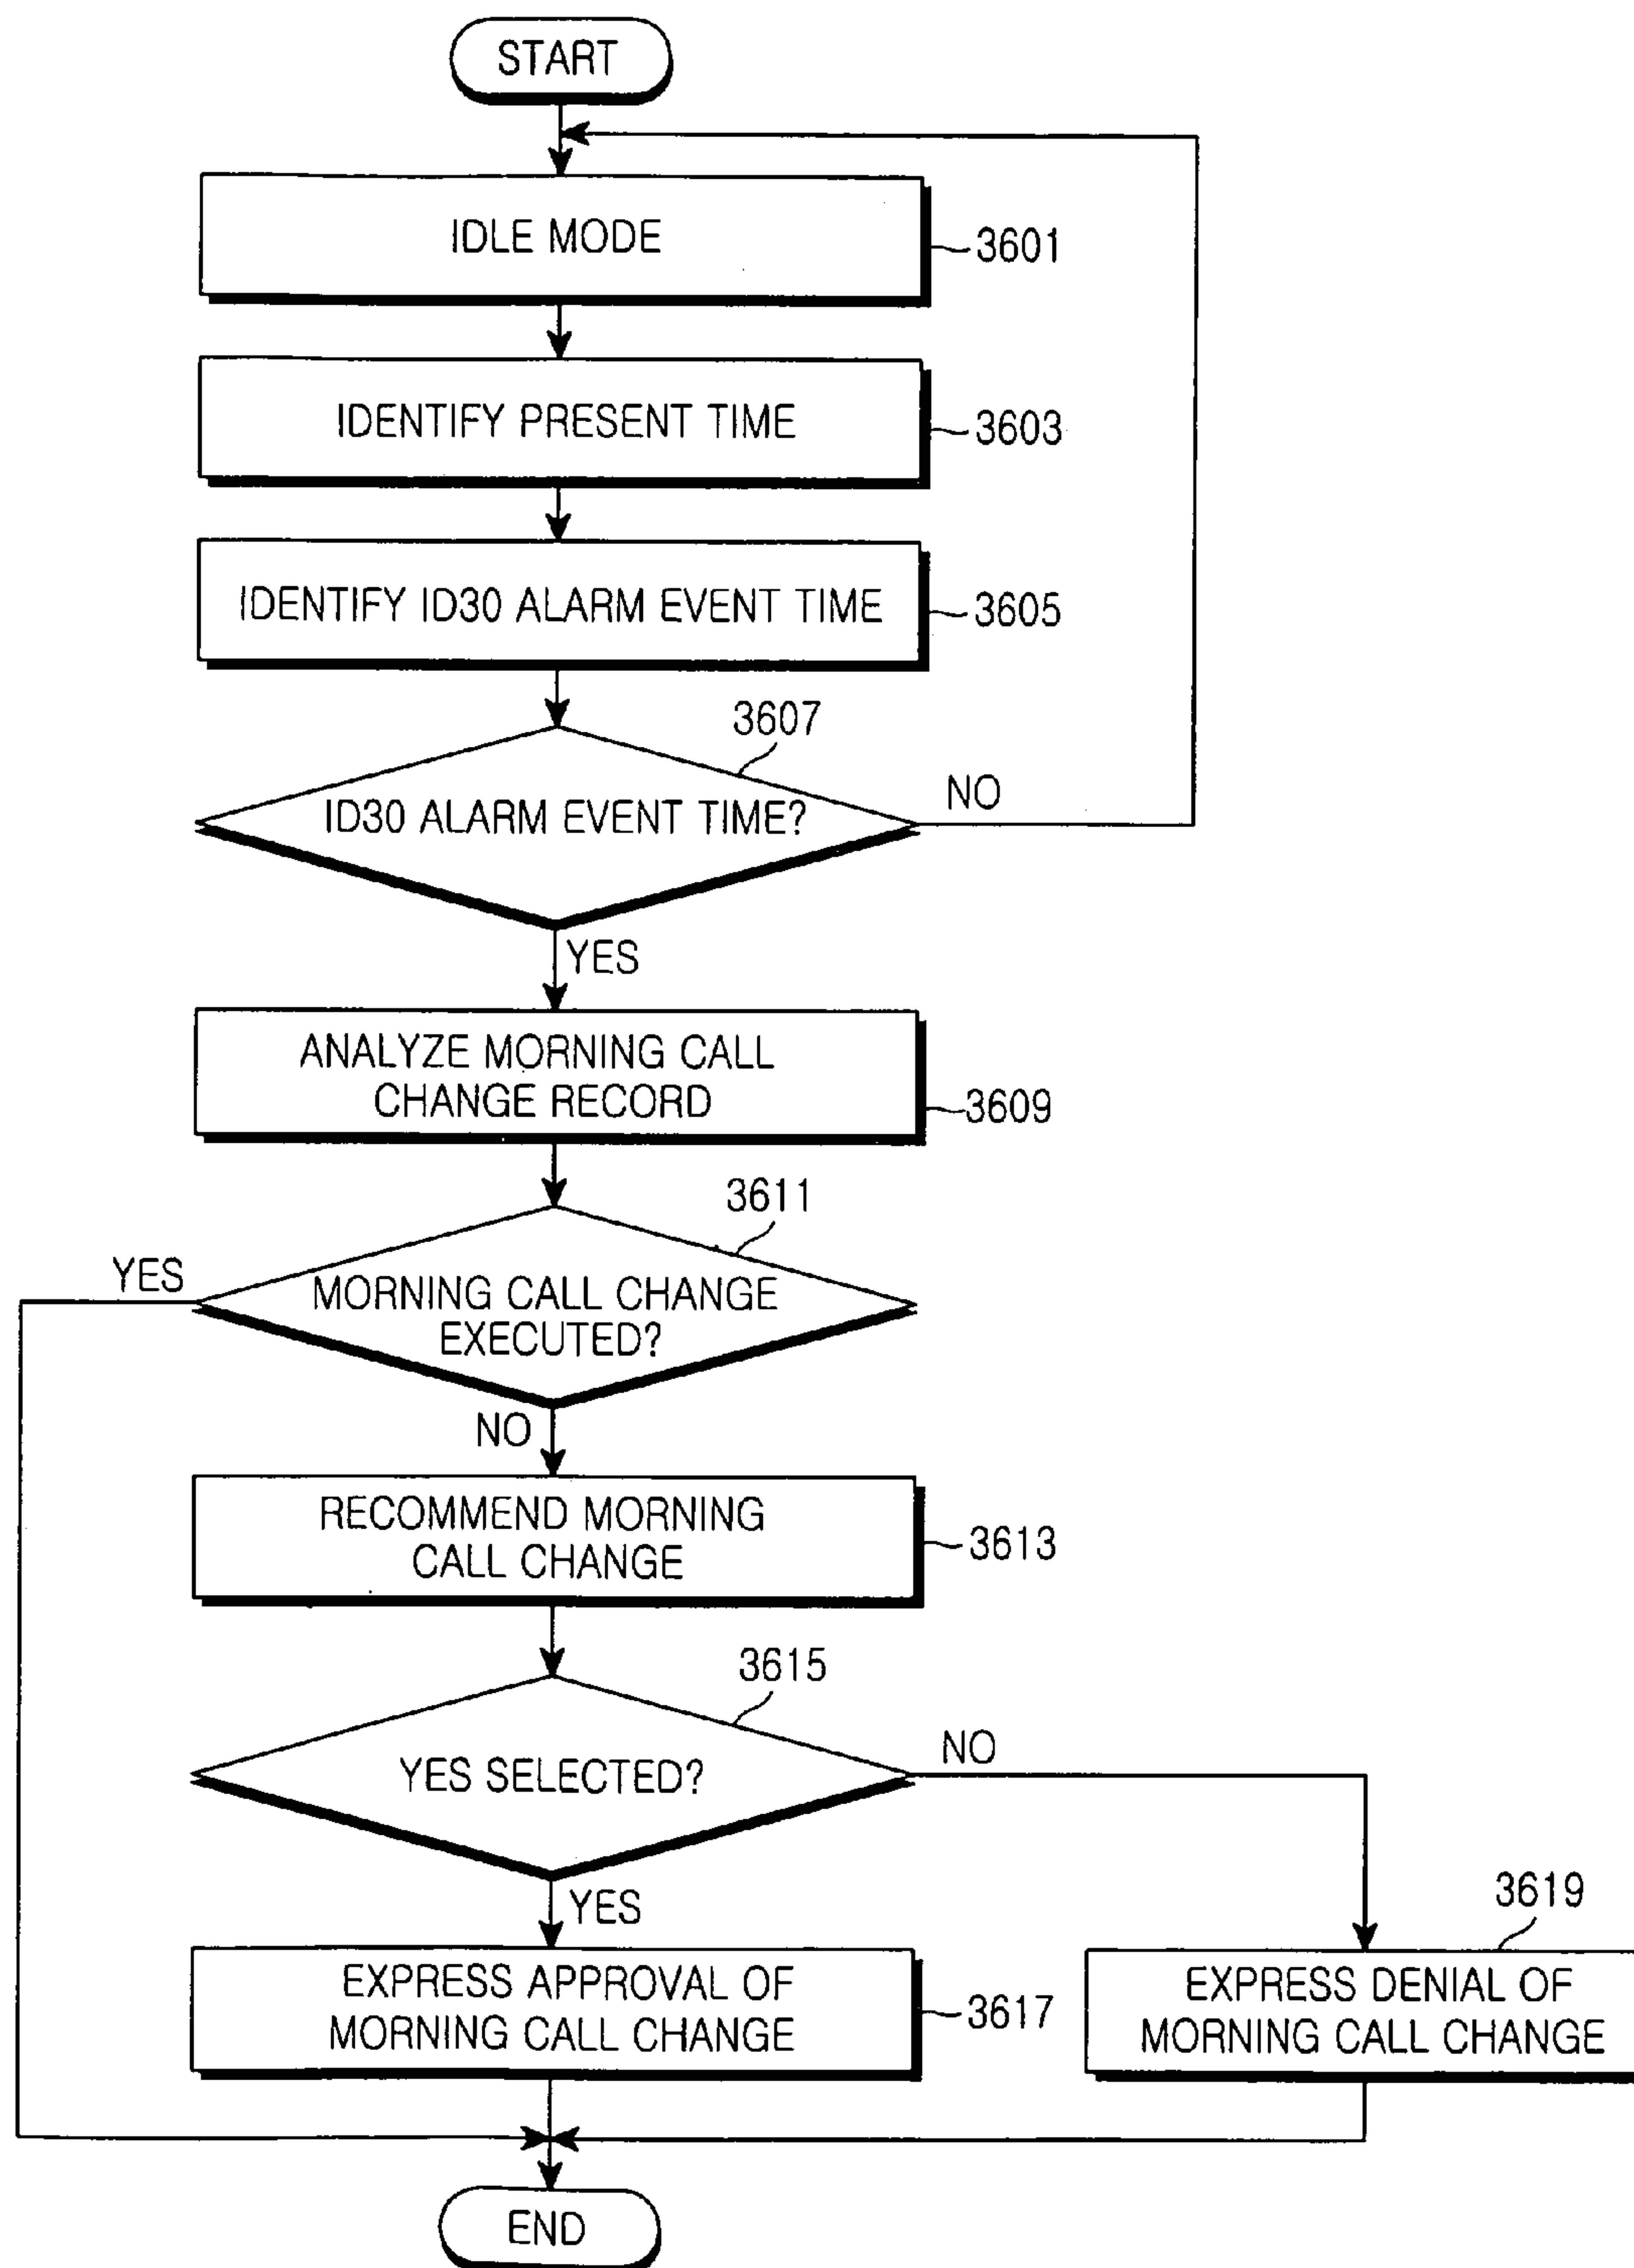 START
IDLE MODE
3601
IDENTIFY PRESENT TIME
3603
IDENTIFY ID30 ALARM EVENT TIME
3605
3607
ID30 ALARM EVENT TIME?
NO
YES
ANALYZE MORNING CALL
CHANGE RECORD
3609
3611
YES
MORNING CALL CHANGE
EXECUTED?
NO
RECOMMEND MORNING
CALL CHANGE
3613
3615
YES SELECTED?
NO
YES
3619
EXPRESS APPROVAL OF
MORNING CALL CHANGE
3617
EXPRESS DENIAL OF
MORNING CALL CHANGE
END